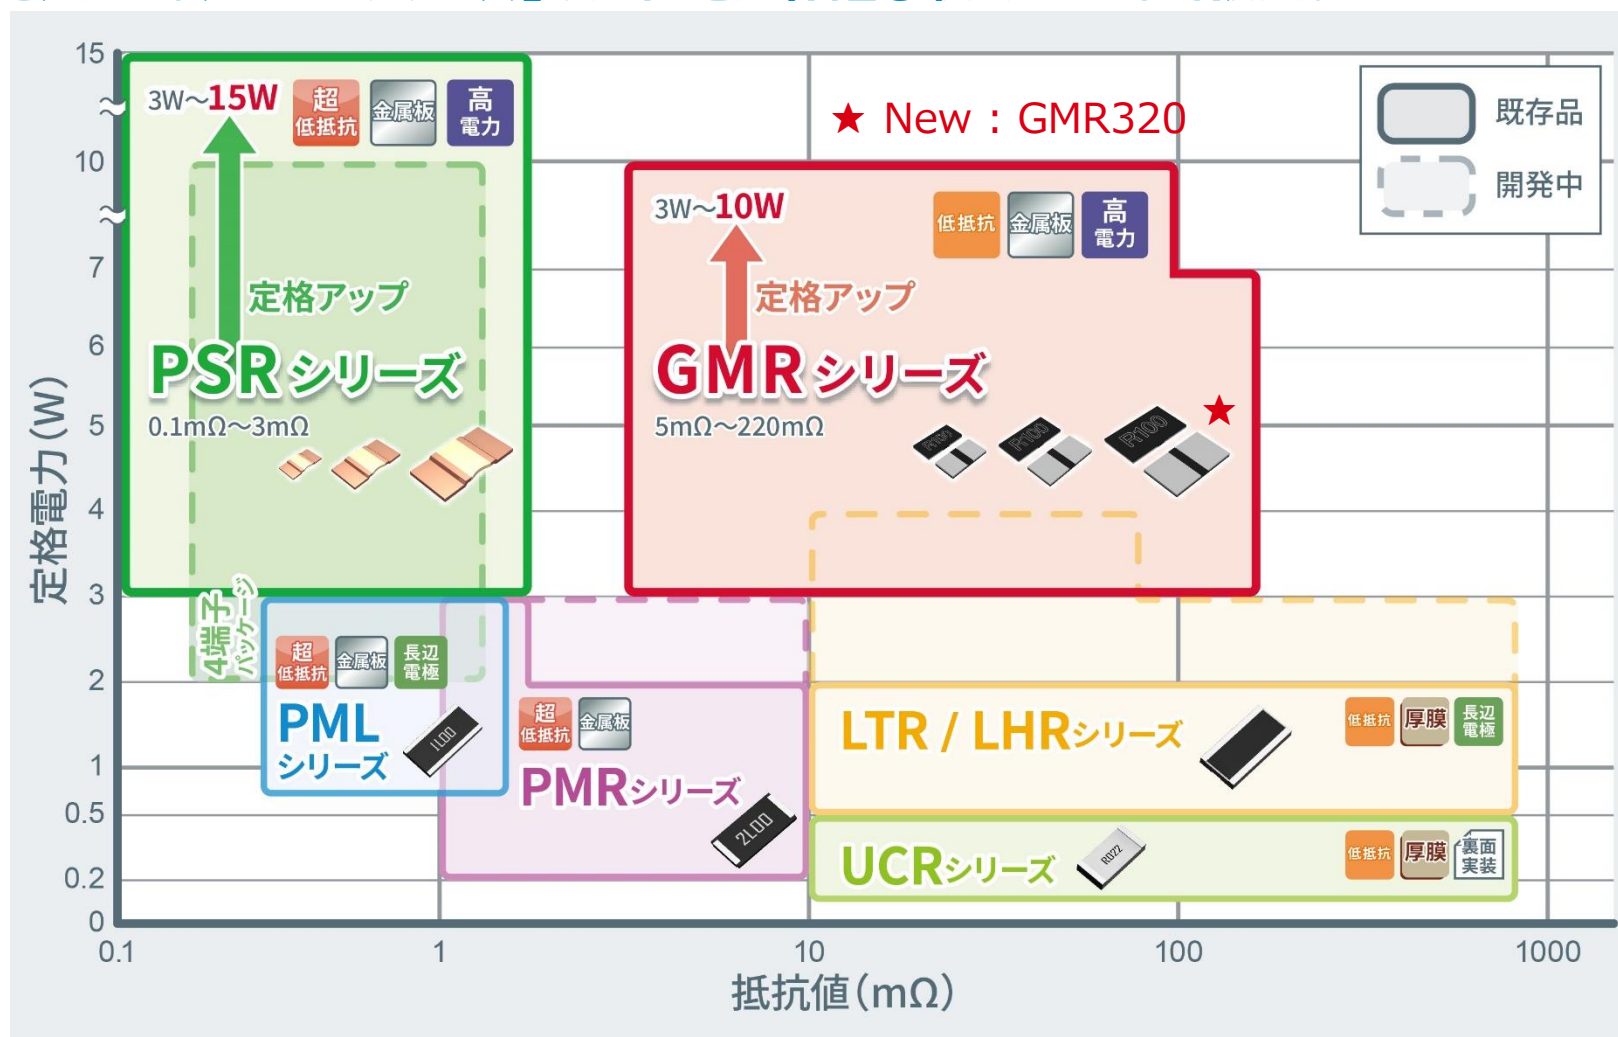 15
10
7
6
5
4
3
2
1
0.5
0.2
0
定格電力(W)
0.1
1
10
100
1000
抵抗値(mΩ)
3W~15W
超低抵抗
金属板
高電力
定格アップ
PSRシリーズ
0.1mΩ~3mΩ
4端子
パッケージ
★ New : GMR320
既存品
開発中
3W~10W
低抵抗
金属板
高電力
定格アップ
GMRシリーズ
5mΩ~220mΩ
R100
R100
R100
★
超低抵抗
金属板
長辺電極
PML
シリーズ
1L00
超低抵抗
金属板
PMRシリーズ
2L00
LTR / LHRシリーズ
低抵抗
厚膜
長辺電極
UCRシリーズ
R022
低抵抗
厚膜
裏面実装